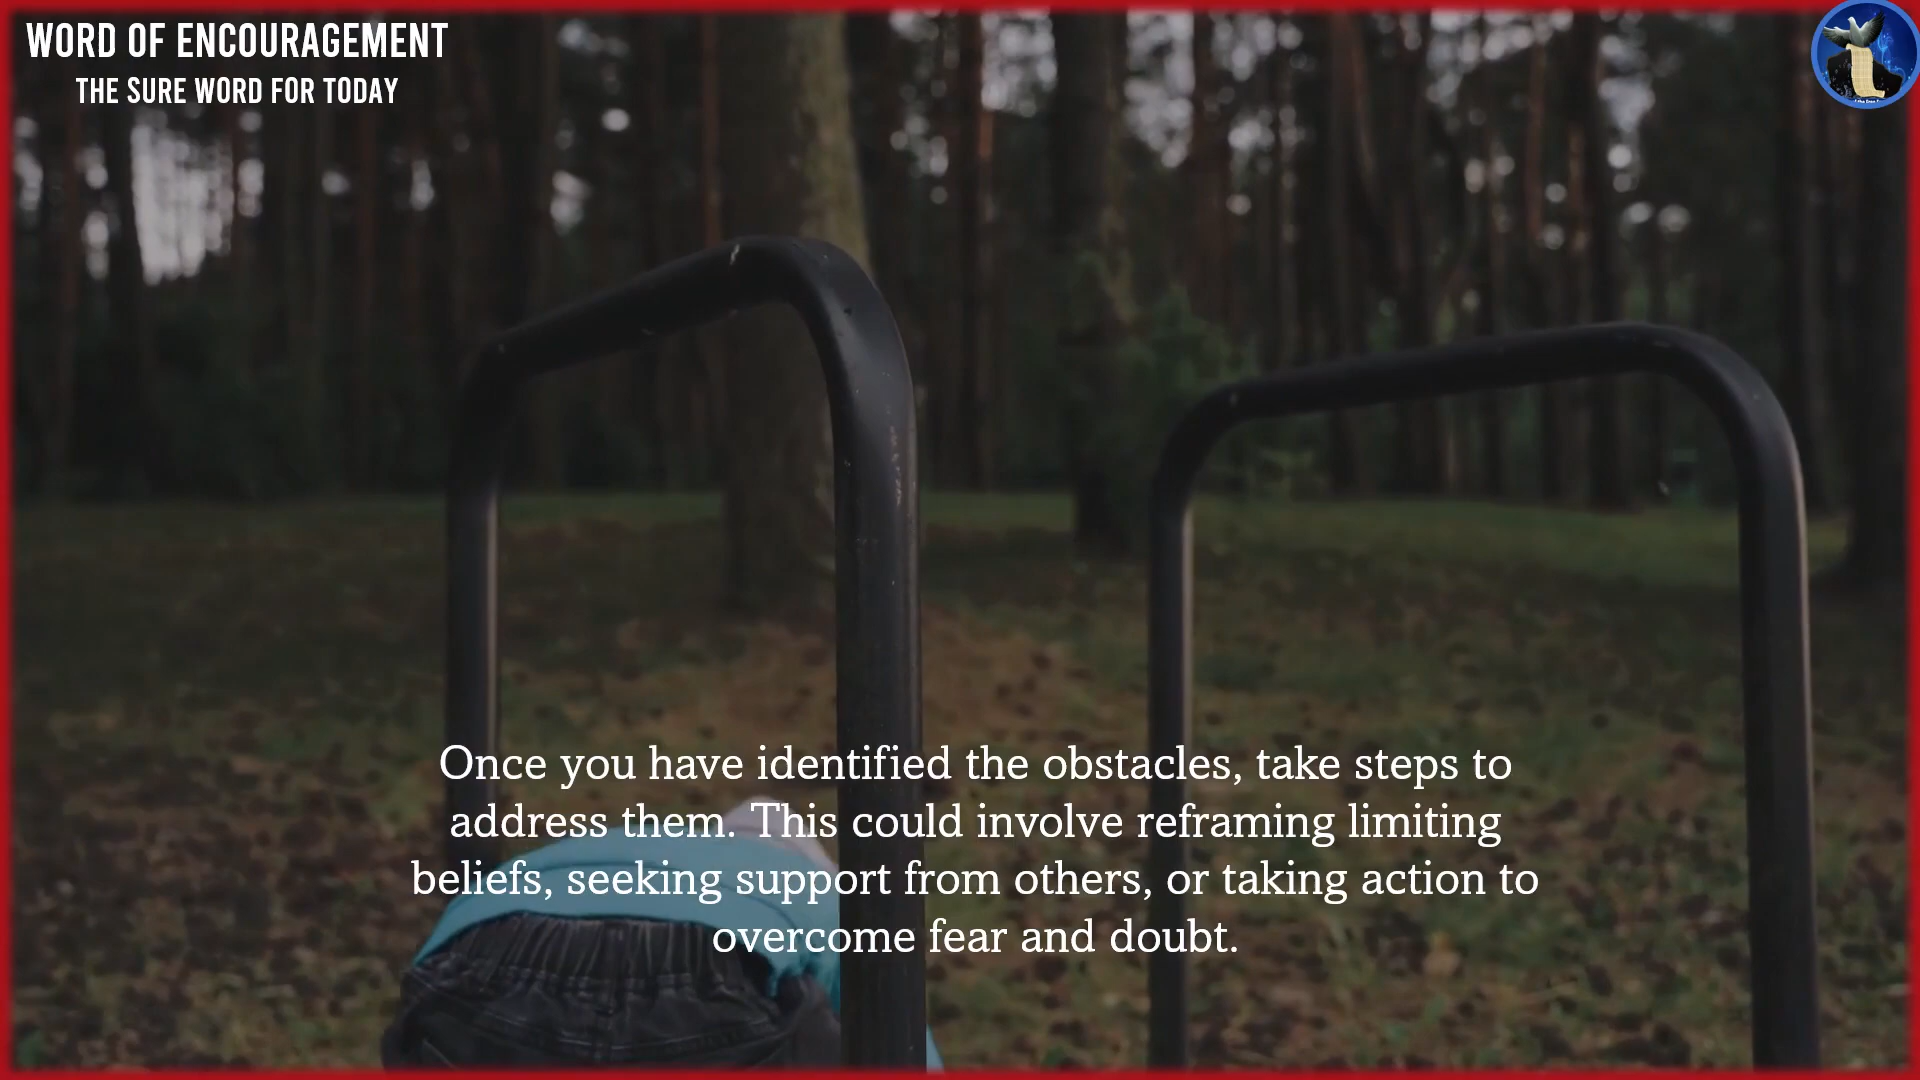 WORD OF ENCOURAGEMENT
THE SURE WORD FOR TODAY
Once you have identified the obstacles, take steps to
address them. This could involve reframing limiting
beliefs, seeking support from others, or taking action to
overcome fear and doubt.